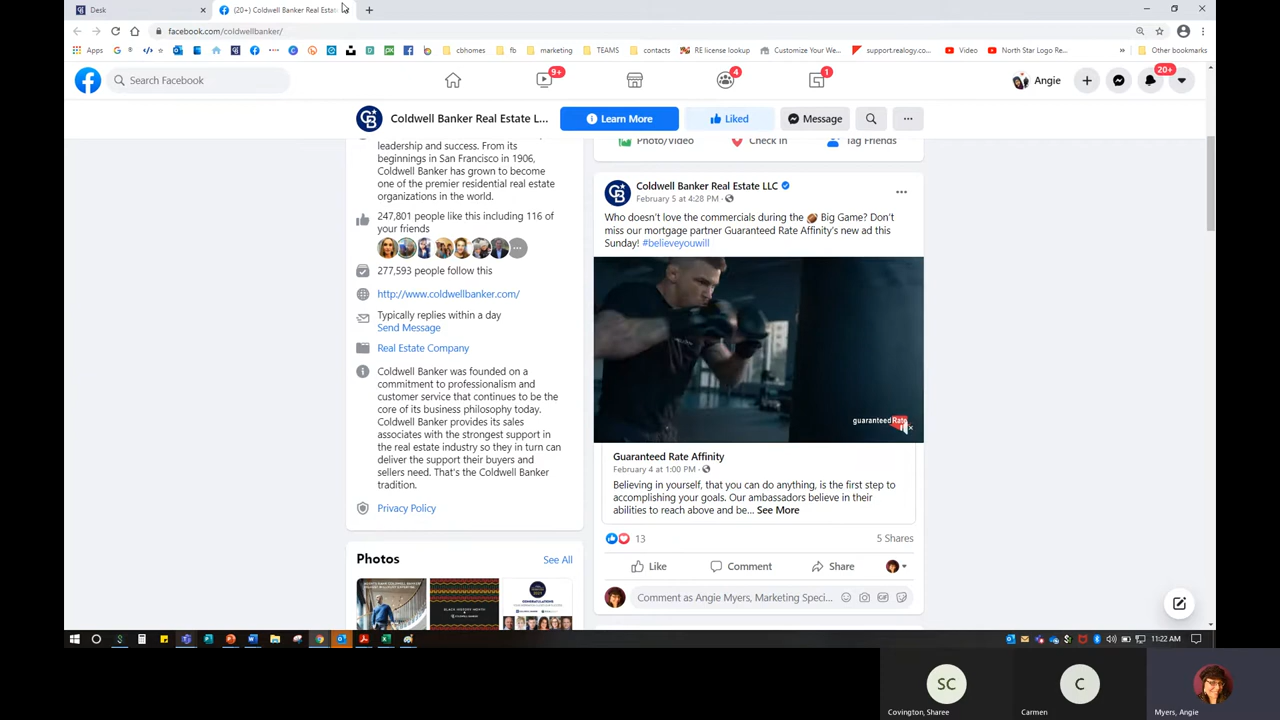 Desk
(20+) Coldwell Banker Real Estat
facebook.com/coldwellbanker/
Apps
cbhomes
fb
marketing
TEAMS
contacts
RE license lookup
Customize Your We...
support.realogy.co...
Video
North Star Logo Re...
Other bookmarks
Search Facebook
9+
4
1
Angie
20+
Coldwell Banker Real Estate L...
Learn More
Liked
Message
leadership and success. From its
beginnings in San Francisco in 1906,
Coldwell Banker has grown to become
one of the premier residential real estate
organizations in the world.
247,801 people like this including 116 of
your friends
277,593 people follow this
http://www.coldwellbanker.com/
Typically replies within a day
Send Message
Real Estate Company
Coldwell Banker was founded on a
commitment to professionalism and
customer service that continues to be the
core of its business philosophy today.
Coldwell Banker provides its sales
associates with the strongest support in
the real estate industry so they in turn can
deliver the support their buyers and
sellers need. That's the Coldwell Banker
tradition.
Privacy Policy
Photos
See All
Photo/Video
Check in
Tag Friends
Coldwell Banker Real Estate LLC
February 5 at 4:28 PM ·
Who doesn't love the commercials during the 🏈 Big Game? Don't
miss our mortgage partner Guaranteed Rate Affinity's new ad this
Sunday! #believeyouwill
guaranteedRate
Guaranteed Rate Affinity
February 4 at 1:00 PM ·
Believing in yourself, that you can do anything, is the first step to
accomplishing your goals. Our ambassadors believe in their
abilities to reach above and be... See More
13
5 Shares
Like
Comment
Share
Comment as Angie Myers, Marketing Speci...
11:22 AM
SC
Covington, Sharee
C
Carmen
Myers, Angie